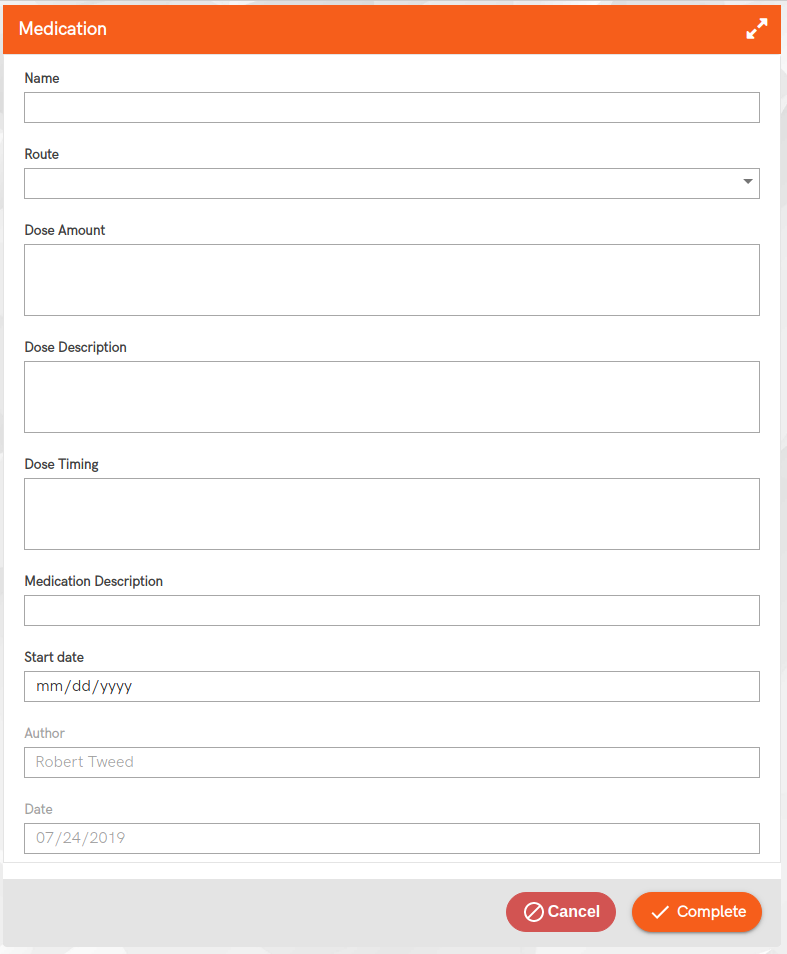 Medication
Name
Route
Dose Amount
Dose Description
Dose Timing
Medication Description
Start date
mm/dd/yyyy
Author
Robert Tweed
Date
07/24/2019
Cancel
Complete